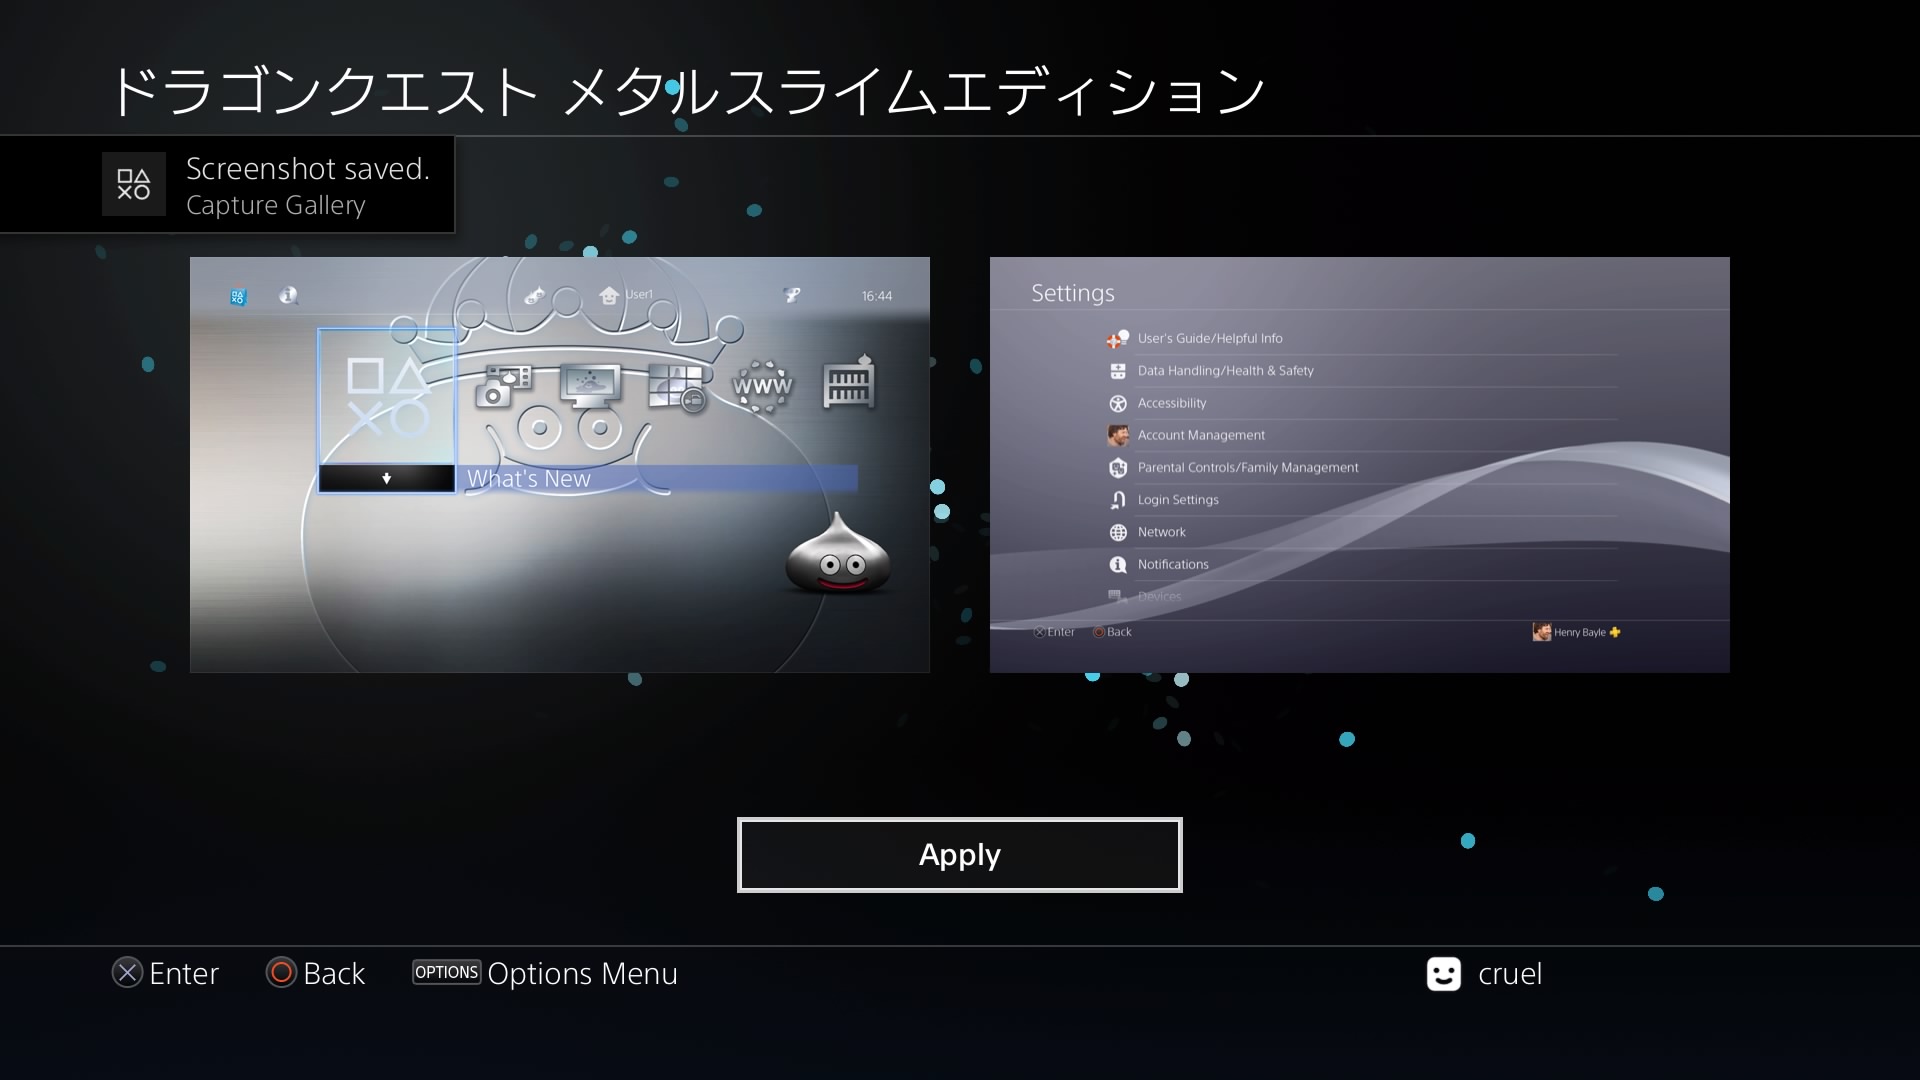 ドラゴンクエスト メタルスライムエディション
Screenshot saved.
Capture Gallery
User1
16:44
WWW
What's New
Settings
User's Guide/Helpful Info
Data Handling/Health & Safety
Accessibility
Account Management
Parental Controls/Family Management
Login Settings
Network
Notifications
Devices
Enter
Back
Henry Bayle
Apply
Enter
Back
OPTIONS Options Menu
cruel